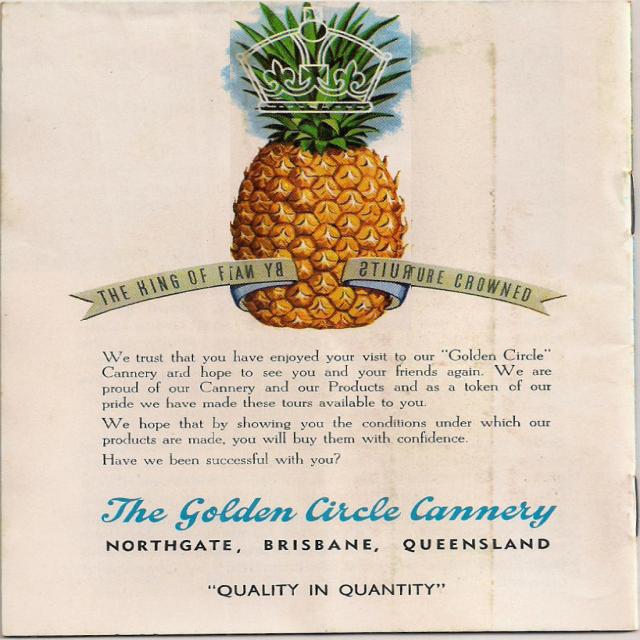 THE KING OF FRUITS BY NATURE CROWNED
We trust that you have enjoyed your visit to our "Golden Circle"
Cannery and hope to see you and your friends again. We are
proud of our Cannery and our Products and as a token of our
pride we have made these tours available to you.
We hope that by showing you the conditions under which our
products are made, you will buy them with confidence.
Have we been successful with you?
The Golden Circle Cannery
NORTHGATE, BRISBANE, QUEENSLAND
"QUALITY IN QUANTITY"